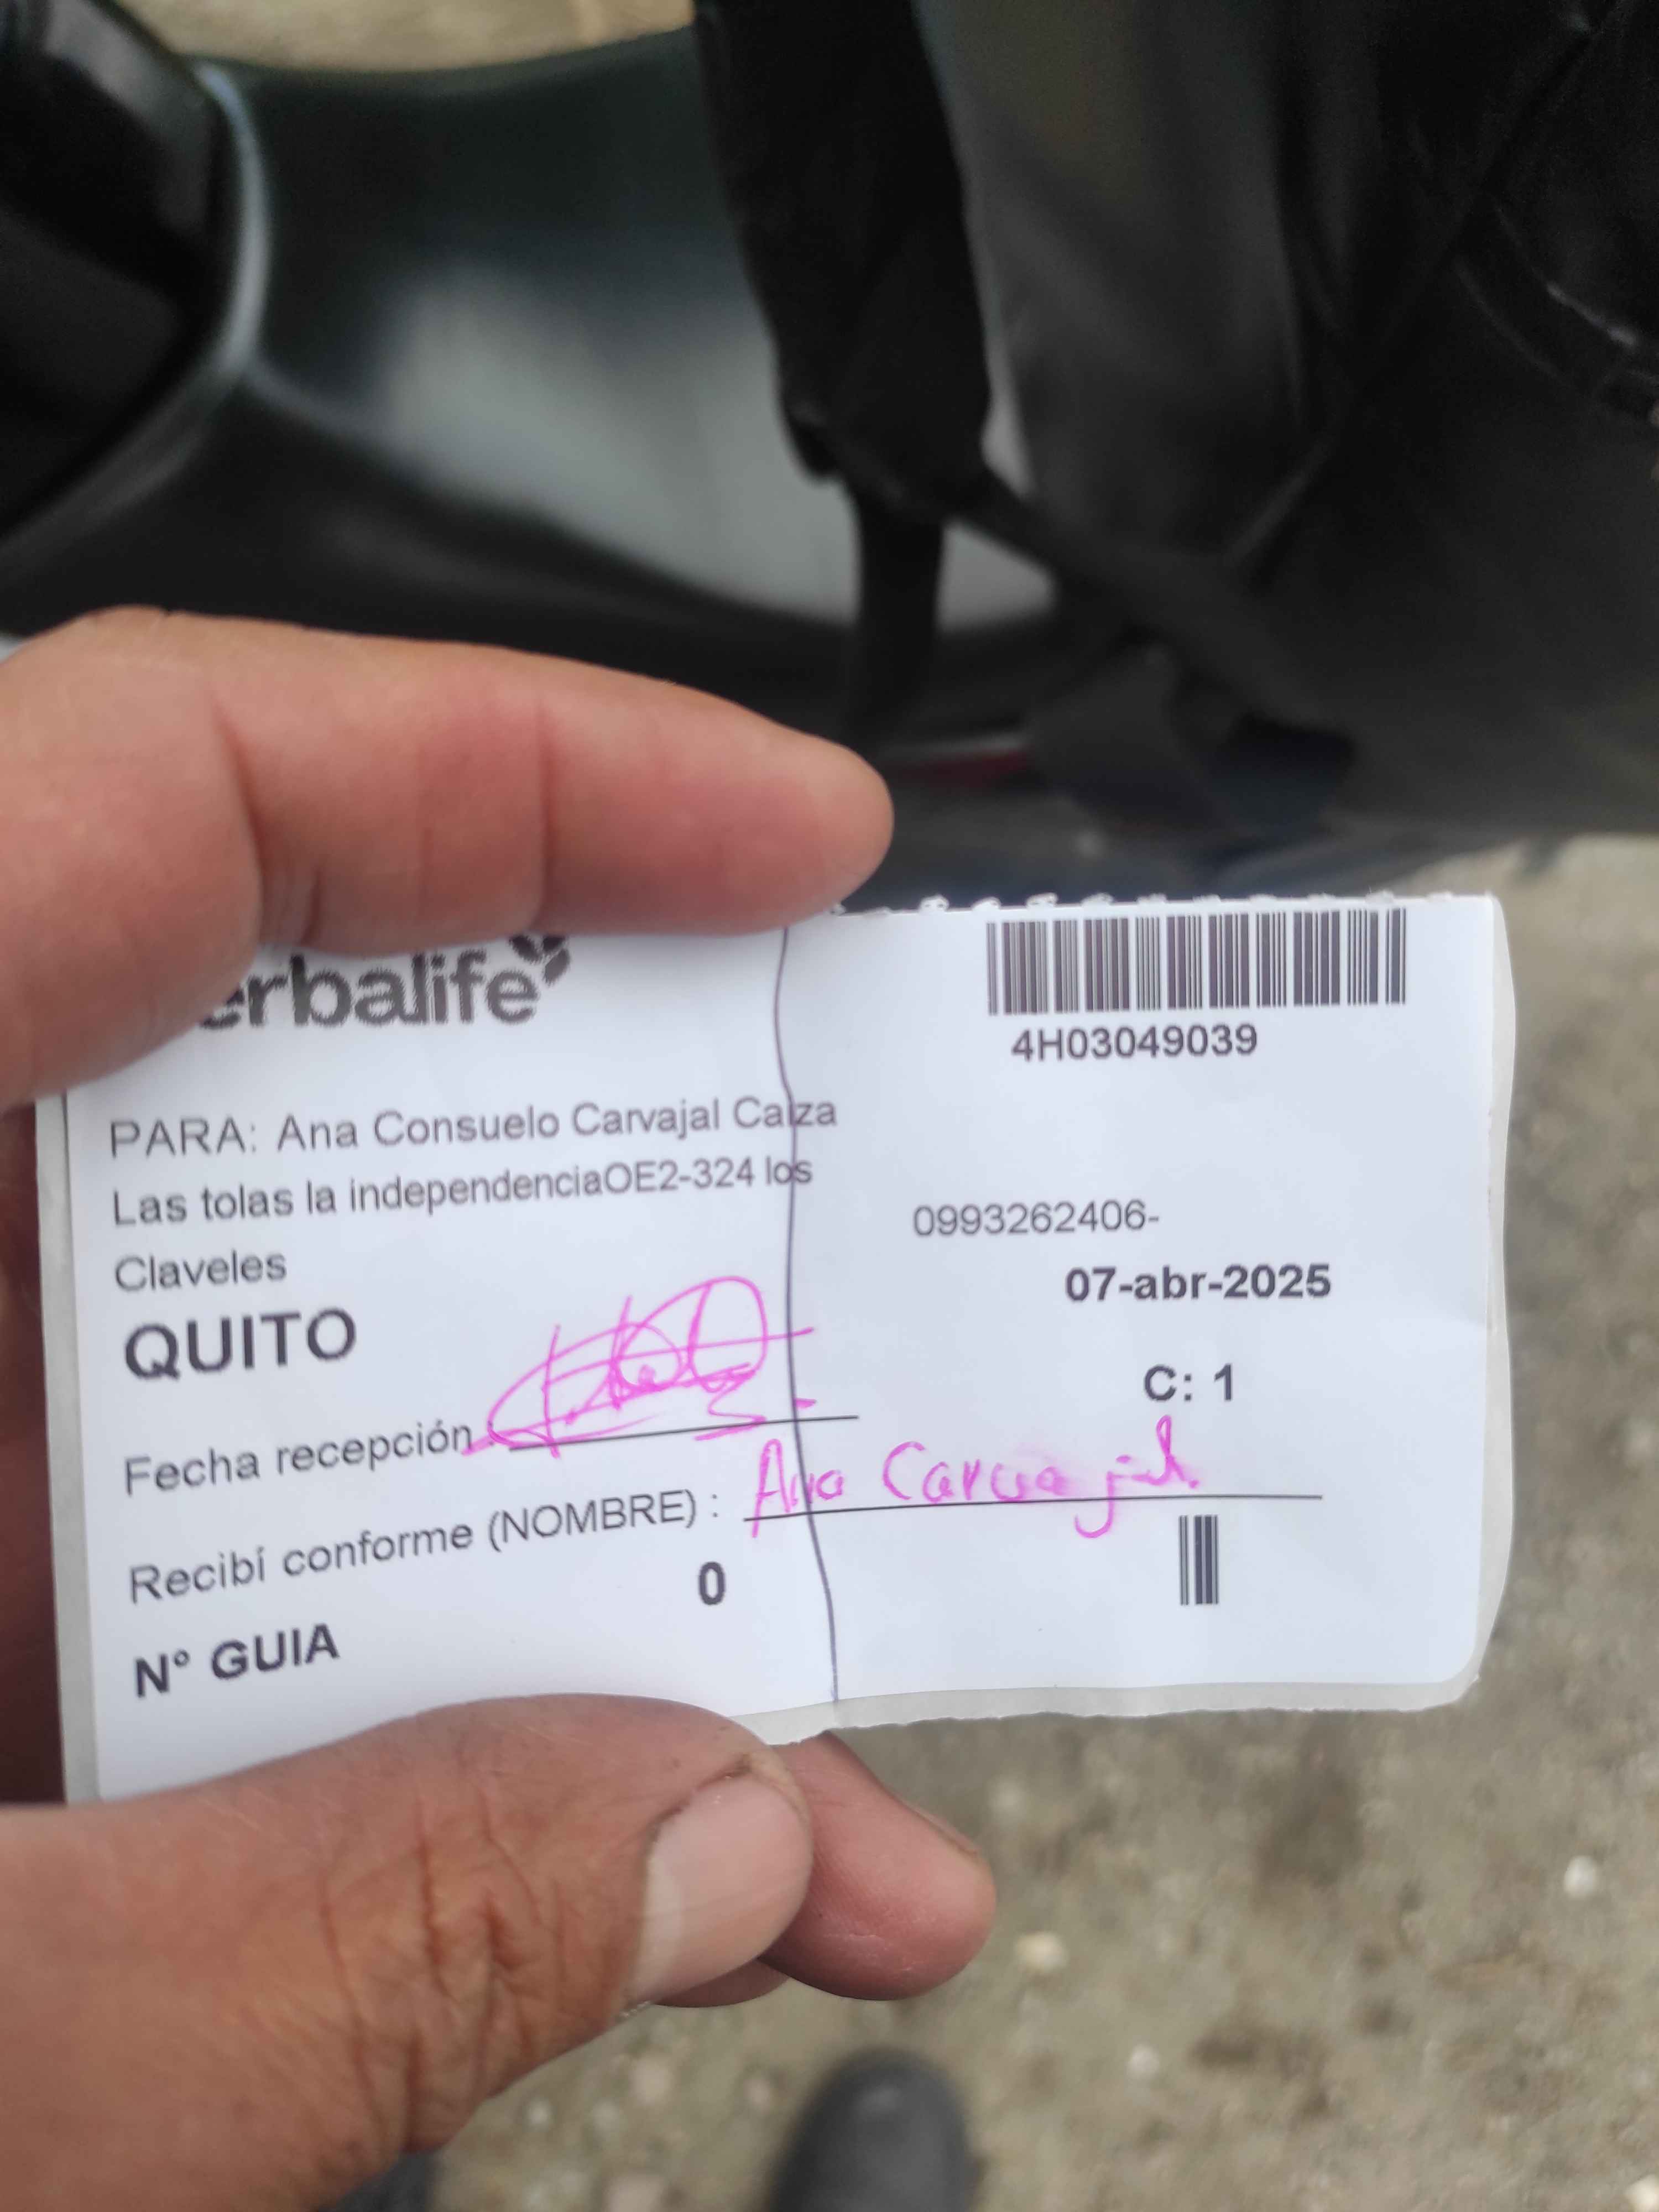 erbalife
4H03049039
PARA: Ana Consuelo Carvajal Caiza
Las tolas la independenciaOE2-324 los
Claveles
0993262406-
QUITO
07-abr-2025
C: 1
Fecha recepción :
Recibí conforme (NOMBRE) : Ana Carvajal.
0
N° GUIA